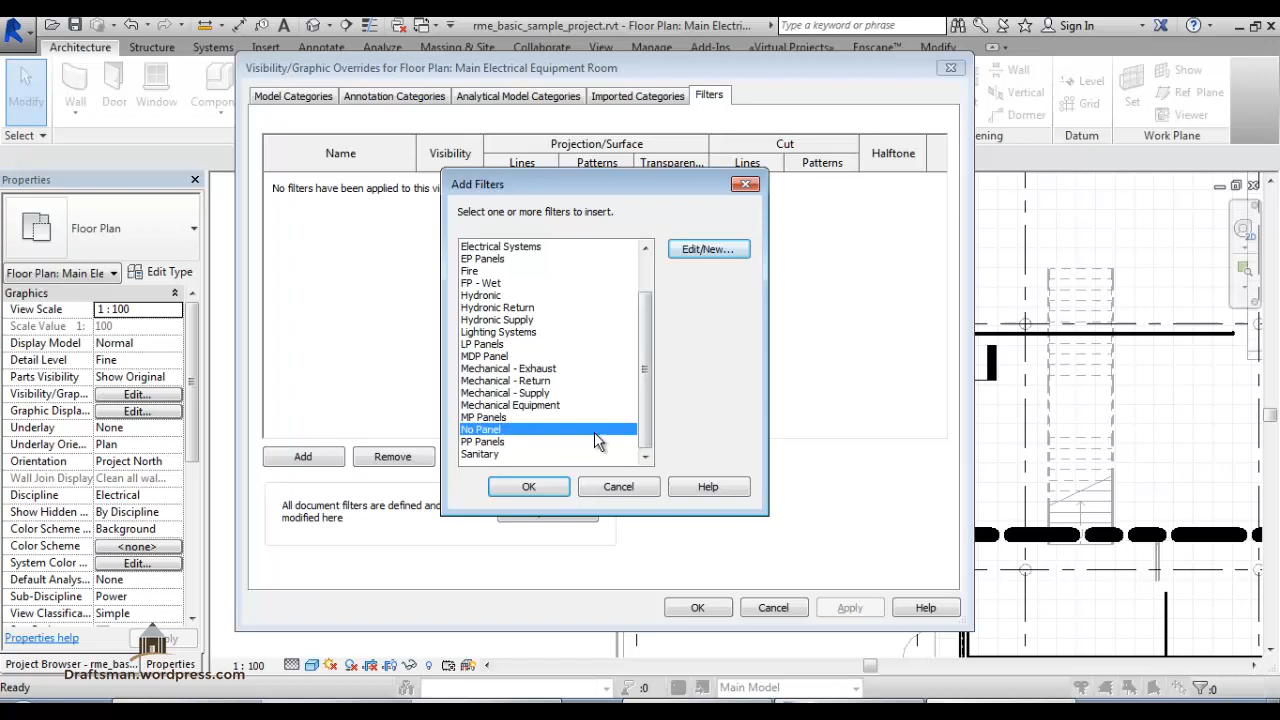 rme_basic_sample_project.rvt - Floor Plan: Main Electri...
Type a keyword or phrase
Sign In
Architecture
Structure
Systems
Insert
Annotate
Analyze
Massing & Site
Collaborate
View
Manage
Add-Ins
«Virtual Projects»
Enscape™
Modify
Modify
Wall
Door
Window
Compon
Wall
Vertical
Dormer
Level
Grid
Set
Show
Ref Plane
Viewer
Select
ening
Datum
Work Plane
Visibility/Graphic Overrides for Floor Plan: Main Electrical Equipment Room
Model Categories
Annotation Categories
Analytical Model Categories
Imported Categories
Filters
Name
Visibility
Projection/Surface
Cut
Halftone
Lines
Patterns
Transparen...
Lines
Patterns
No filters have been applied to this vi
Add
Remove
All document filters are defined and
modified here
OK
Cancel
Apply
Help
Add Filters
Select one or more filters to insert.
Electrical Systems
EP Panels
Fire
FP - Wet
Hydronic
Hydronic Return
Hydronic Supply
Lighting Systems
LP Panels
MDP Panel
Mechanical - Exhaust
Mechanical - Return
Mechanical - Supply
Mechanical Equipment
MP Panels
No Panel
PP Panels
Sanitary
Edit/New...
OK
Cancel
Help
Properties
Floor Plan
Floor Plan: Main Ele
Edit Type
Graphics
View Scale 1 : 100
Scale Value 1: 100
Display Model Normal
Detail Level Fine
Parts Visibility Show Original
Visibility/Grap... Edit...
Graphic Displa... Edit...
Underlay None
Underlay Orien... Plan
Orientation Project North
Wall Join Display Clean all wal...
Discipline Electrical
Show Hidden ... By Discipline
Color Scheme ... Background
Color Scheme <none>
System Color ... Edit...
Default Analys... None
Sub-Discipline Power
View Classifica... Simple
Properties help
Project Browser - rme_bas...
Properties
Draftsman.wordpress.com
1 : 100
Ready
:0
Main Model
:0
2D